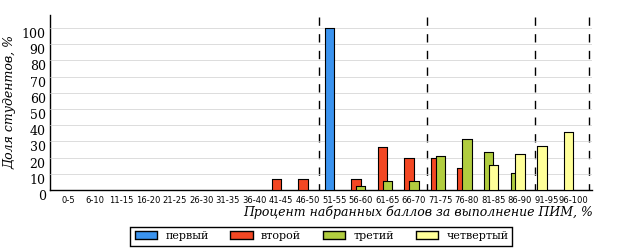 Доля студентов, %
100
90
80
70
60
50
40
30
20
10
0
0-5 6-10 11-15 16-20 21-25 26-30 31-35 36-40 41-45 46-50 51-55 56-60 61-65 66-70 71-75 76-80 81-85 86-90 91-95 96-100
Процент набранных баллов за выполнение ПИМ, %
первый второй третий четвертый